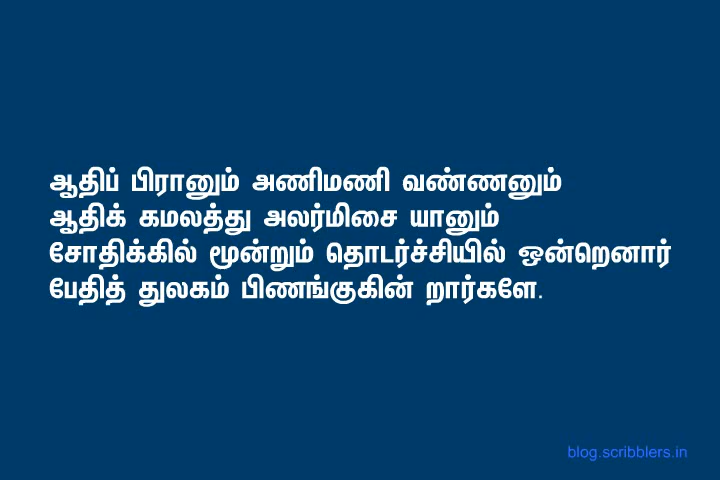 ஆதிப் பிரானும் அணிமணி வண்ணனும்
ஆதிக் கமலத்து அலர்மிசை யானும்
சோதிக்கில் மூன்றும் தொடர்ச்சியில் ஒன்றெனார்
பேதித் துலகம் பிணங்குகின் றார்களே.
blog.scribblers.in